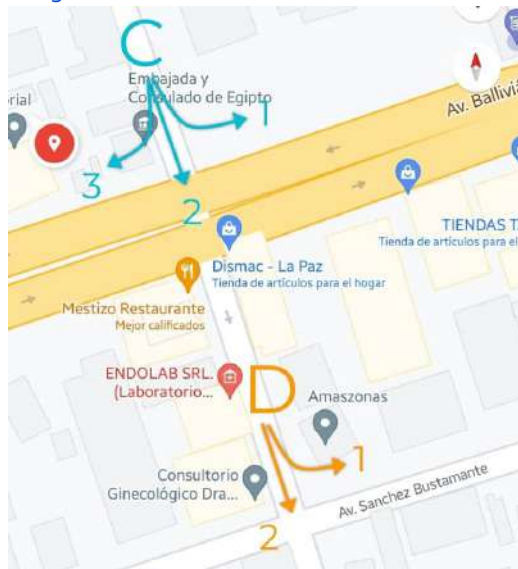 C
Embajada y
Consulado de Egipto
1
3
2
Av. Ballivi
TIENDAS T
Tienda de artículos para el
Dismac - La Paz
Tienda de artículos para el hogar
Mestizo Restaurante
Mejor calificados
ENDOLAB SRL.
(Laboratorio...
D
Amaszonas
1
Consultorio
Ginecológico Dra...
2
Av. Sanchez Bustamante